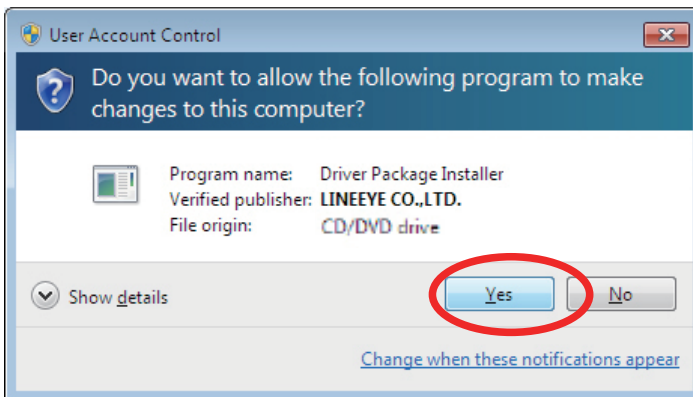 User Account Control
Do you want to allow the following program to make
changes to this computer?
Program name: Driver Package Installer
Verified publisher: LINEEYE CO.,LTD.
File origin: CD/DVD drive
Show details
Yes
No
Change when these notifications appear